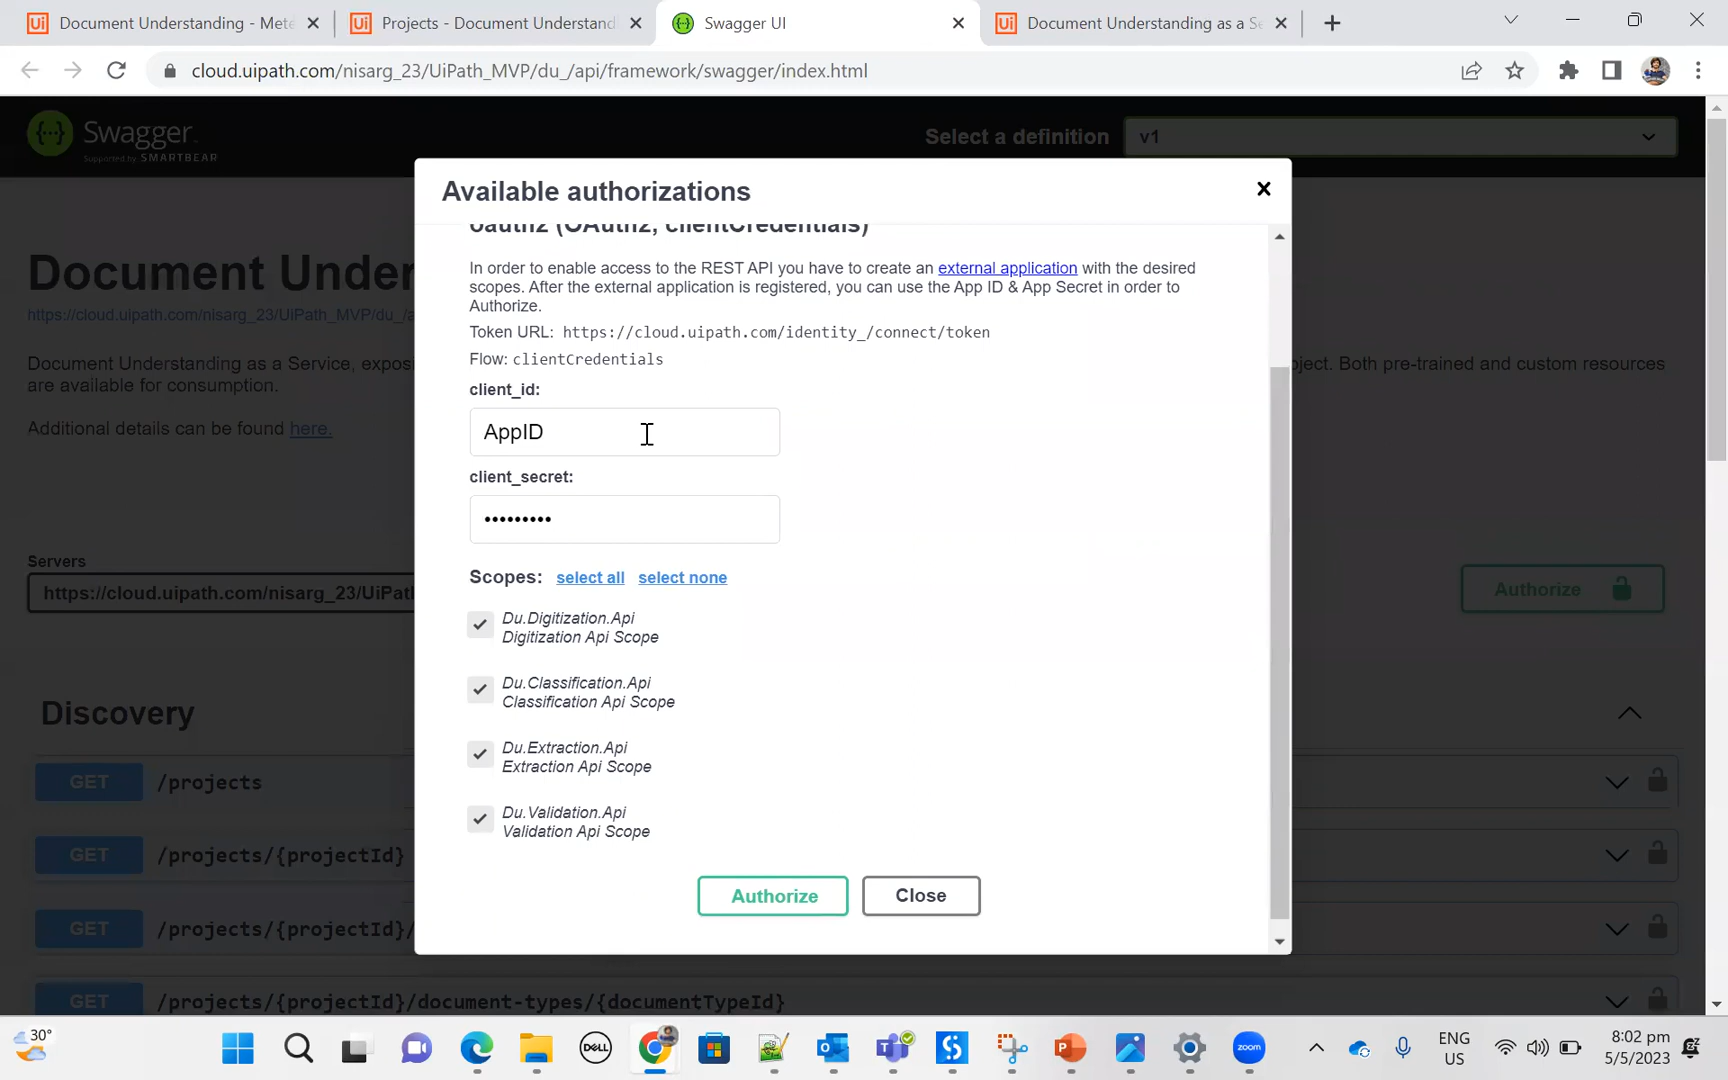 Document Understanding - Mete
Projects - Document Understand
Swagger UI
Document Understanding as a Se
cloud.uipath.com/nisarg_23/UiPath_MVP/du_/api/framework/swagger/index.html
Swagger.
Supported by SMARTBEAR
Select a definition
v1
Available authorizations
oauth2 (OAuth2, clientCredentials)
Document Under
https://cloud.uipath.com/nisarg_23/UiPath_MVP/du_/a
Document Understanding as a Service, exposi
oject. Both pre-trained and custom resources
are available for consumption.
Additional details can be found here.
In order to enable access to the REST API you have to create an external application with the desired
scopes. After the external application is registered, you can use the App ID & App Secret in order to
Authorize.
Token URL: https://cloud.uipath.com/identity_/connect/token
Flow: clientCredentials
client_id:
AppID
client_secret:
•••••••••
Scopes: select all select none
Du.Digitization.Api
Digitization Api Scope
Du.Classification.Api
Classification Api Scope
Du.Extraction.Api
Extraction Api Scope
Du.Validation.Api
Validation Api Scope
Authorize
Close
Servers
https://cloud.uipath.com/nisarg_23/UiPath
Authorize
Discovery
GET /projects
GET /projects/{projectId}
GET /projects/{projectId}/
GET /projects/{projectId}/document-types/{documentTypeId}
30°
DELL
zoom
ENG
US
8:02 pm
5/5/2023